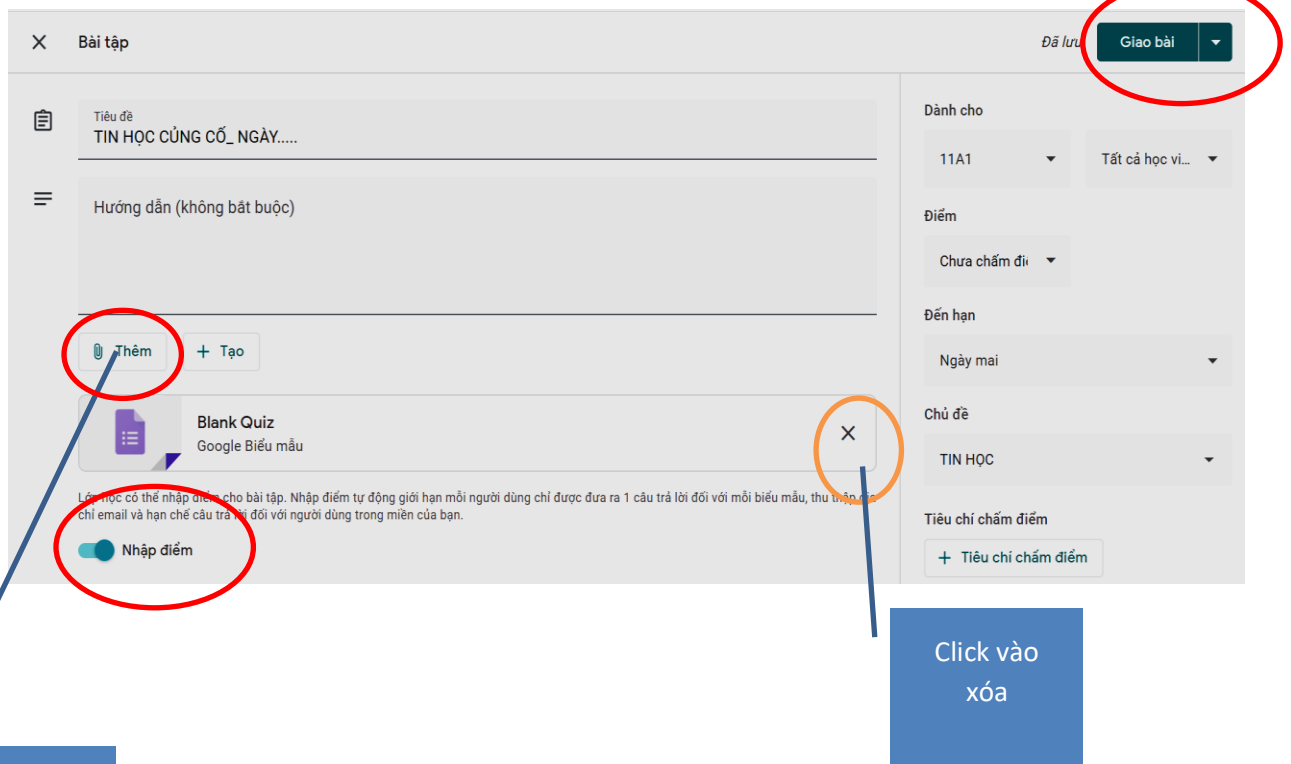 Bài tập
Đã lưu
Giao bài
Tiêu đề
TIN HỌC CỦNG CỐ_ NGÀY.....
Hướng dẫn (không bắt buộc)
Thêm
+ Tạo
Blank Quiz
Google Biểu mẫu
Lớp học có thể nhập điểm cho bài tập. Nhập điểm tự động giới hạn mỗi người dùng chỉ được đưa ra 1 câu trả lời đối với mỗi biểu mẫu, thu thập địa
chỉ email và hạn chế câu trả lời đối với người dùng trong miền của bạn.
Nhập điểm
Dành cho
11A1
Tất cả học vi...
Điểm
Chưa chấm đi
Đến hạn
Ngày mai
Chủ đề
TIN HỌC
Tiêu chí chấm điểm
+ Tiêu chí chấm điểm
Click vào
xóa